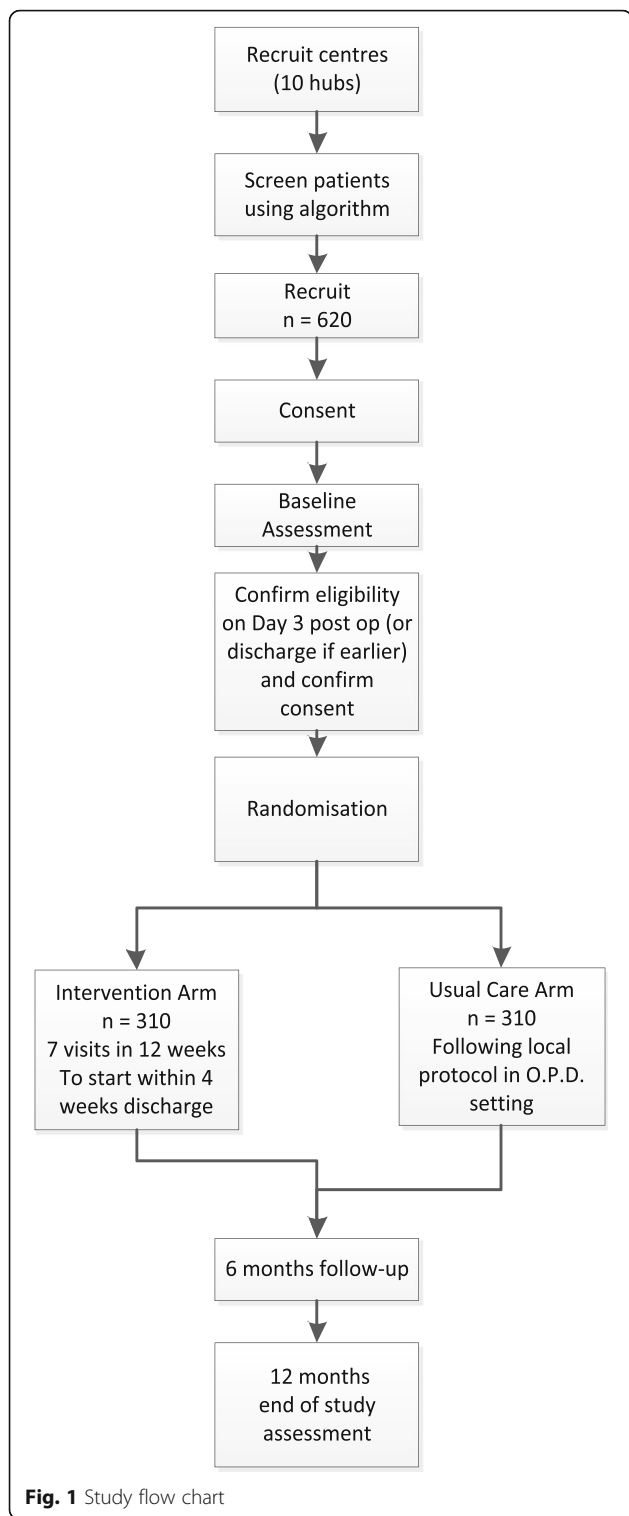 Recruit centres
(10 hubs)
Screen patients
using algorithm
Recruit
n = 620
Consent
Baseline
Assessment
Confirm eligibility
on Day 3 post op (or
discharge if earlier)
and confirm
consent
Randomisation
Intervention Arm
n = 310
7 visits in 12 weeks
To start within 4
weeks discharge
Usual Care Arm
n = 310
Following local
protocol in O.P.D.
setting
6 months follow-up
12 months
end of study
assessment
Fig. 1 Study flow chart